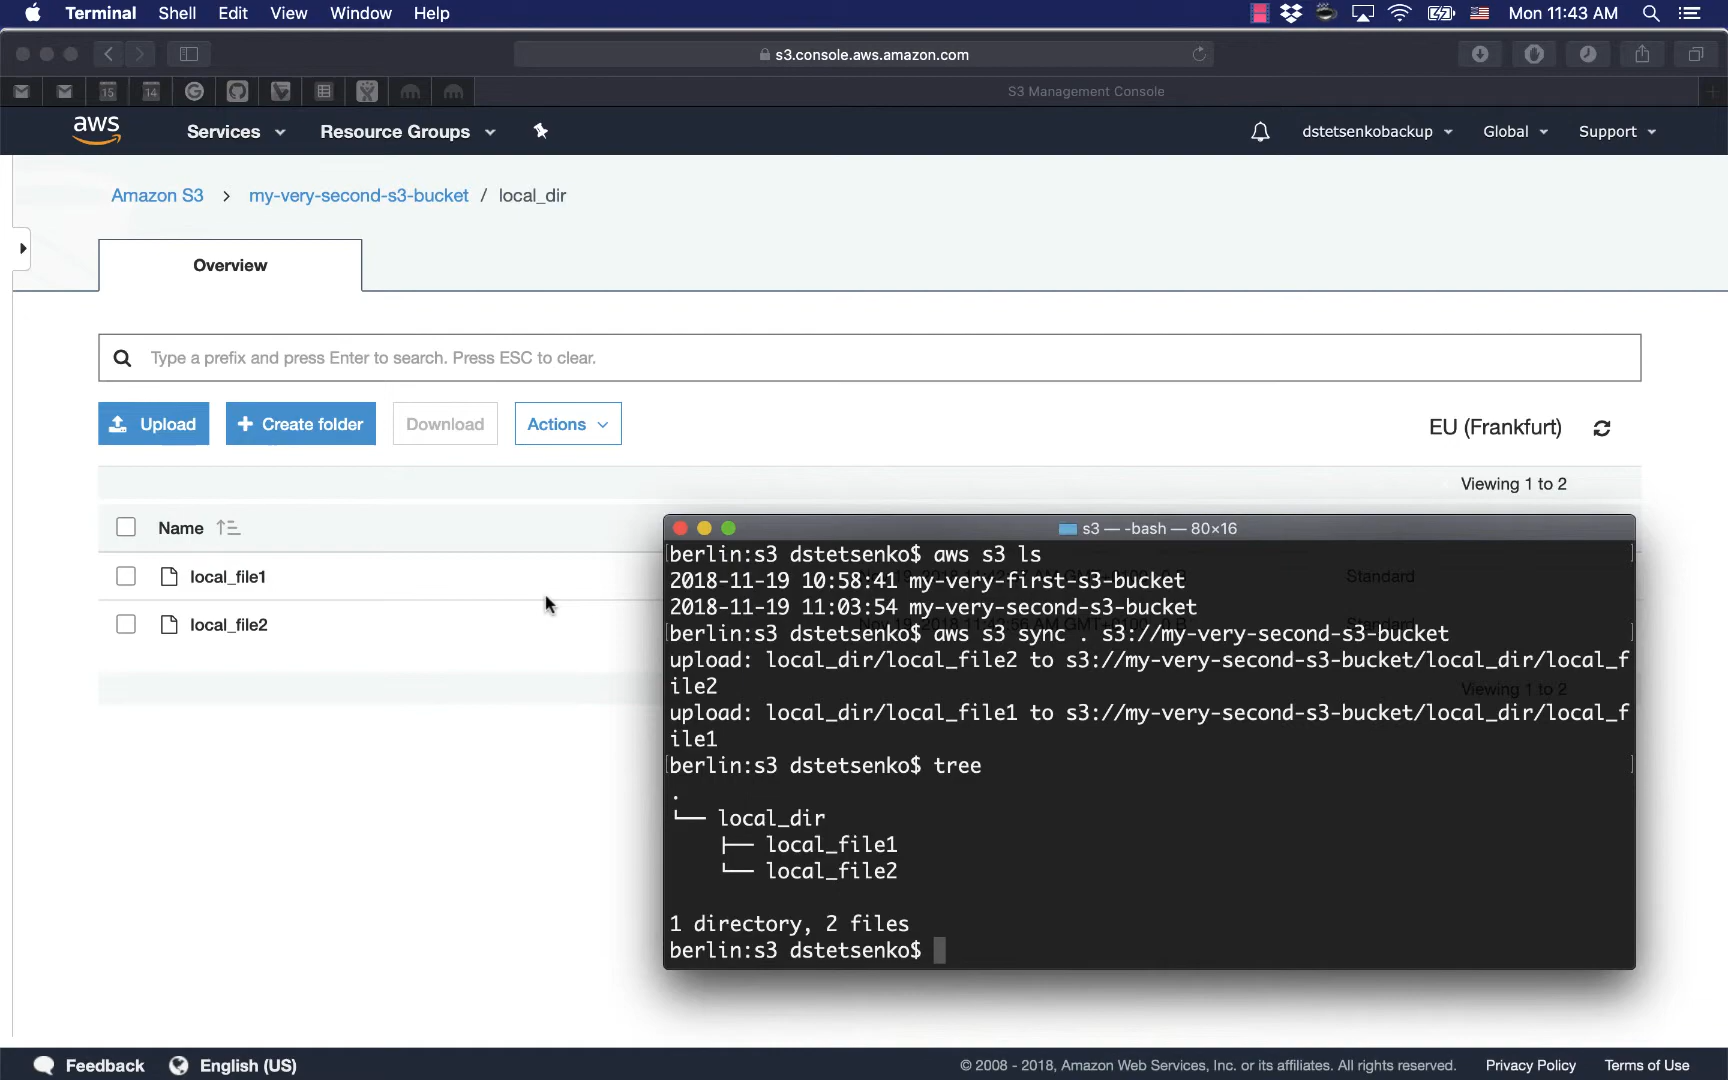 Terminal Shell Edit View Window Help
Mon 11:43 AM
s3.console.aws.amazon.com
15 14
S3 Management Console
aws Services Resource Groups
dstetsenkobackup Global Support
Amazon S3 > my-very-second-s3-bucket / local_dir
Overview
Type a prefix and press Enter to search. Press ESC to clear.
Upload + Create folder Download Actions
EU (Frankfurt)
Viewing 1 to 2
Name
local_file1
Standard
local_file2
Viewing 1 to 2
s3 — -bash — 80×16
berlin:s3 dstetsenko$ aws s3 ls
2018-11-19 10:58:41 my-very-first-s3-bucket
2018-11-19 11:03:54 my-very-second-s3-bucket
berlin:s3 dstetsenko$ aws s3 sync . s3://my-very-second-s3-bucket
upload: local_dir/local_file2 to s3://my-very-second-s3-bucket/local_dir/local_f
ile2
upload: local_dir/local_file1 to s3://my-very-second-s3-bucket/local_dir/local_f
ile1
berlin:s3 dstetsenko$ tree
.
└── local_dir
    ├── local_file1
    └── local_file2
1 directory, 2 files
berlin:s3 dstetsenko$
Feedback English (US)
© 2008 - 2018, Amazon Web Services, Inc. or its affiliates. All rights reserved. Privacy Policy Terms of Use